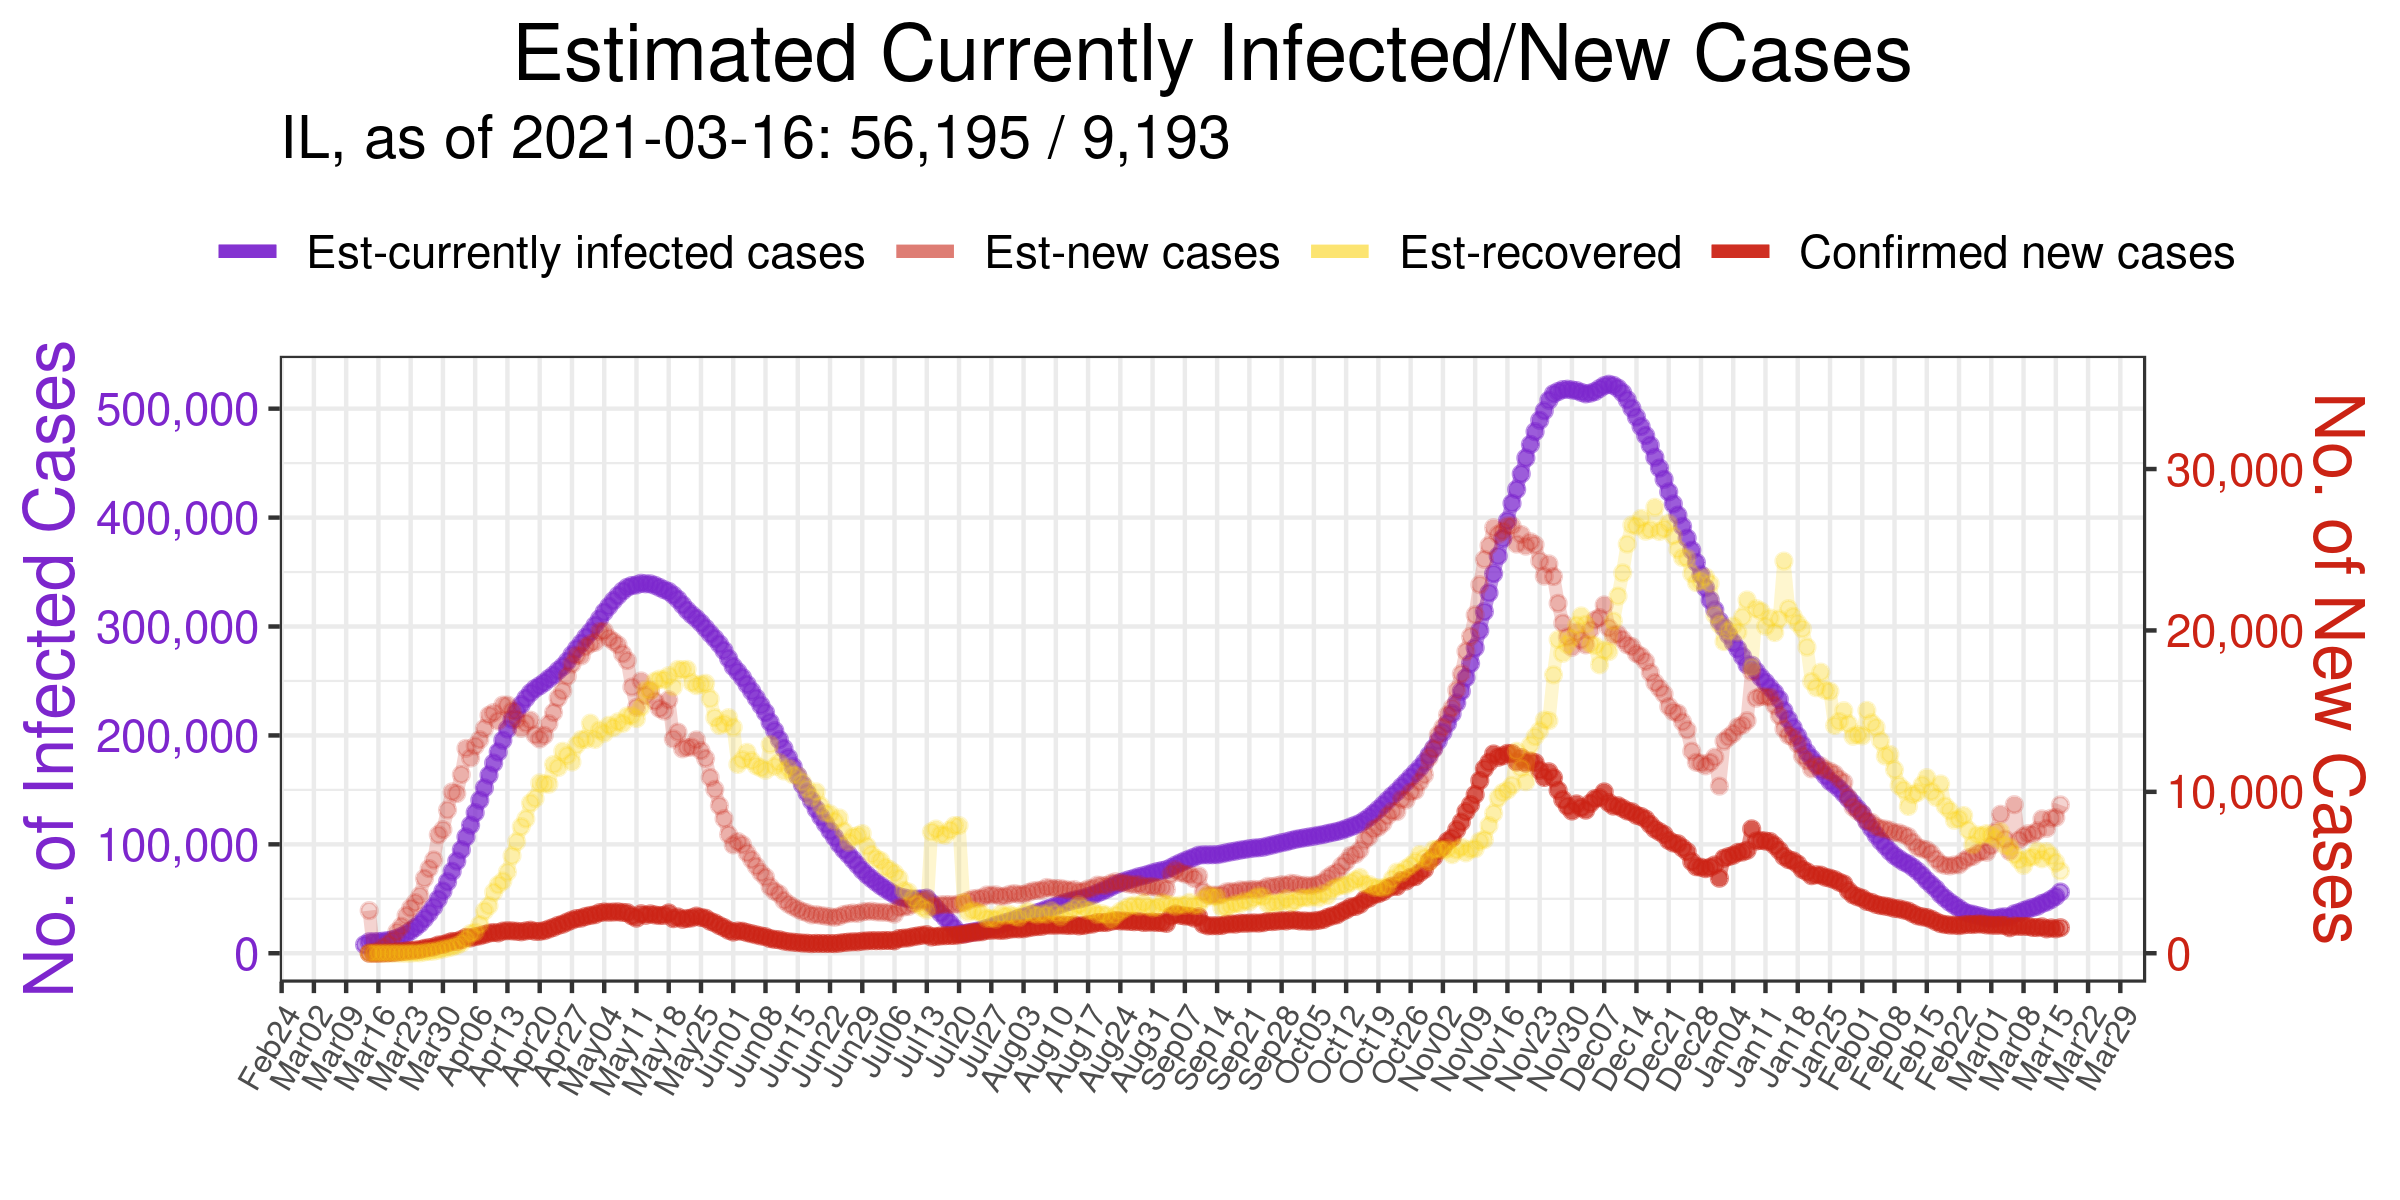 Estimated Currently Infected/New Cases
IL, as of 2021-03-16: 56,195 / 9,193
Est-currently infected cases Est-new cases Est-recovered Confirmed new cases
No. of Infected Cases
500,000
400,000
300,000
200,000
100,000
0
30,000
20,000
10,000
0
No. of New Cases
Feb24 Mar02 Mar09 Mar16 Mar23 Mar30 Apr06 Apr13 Apr20 Apr27 May04 May11 May18 May25 Jun01 Jun08 Jun15 Jun22 Jun29 Jul06 Jul13 Jul20 Jul27 Aug03 Aug10 Aug17 Aug24 Aug31 Sep07 Sep14 Sep21 Sep28 Oct05 Oct12 Oct19 Oct26 Nov02 Nov09 Nov16 Nov23 Nov30 Dec07 Dec14 Dec21 Dec28 Jan04 Jan11 Jan18 Jan25 Feb01 Feb08 Feb15 Feb22 Mar01 Mar08 Mar15 Mar22 Mar29